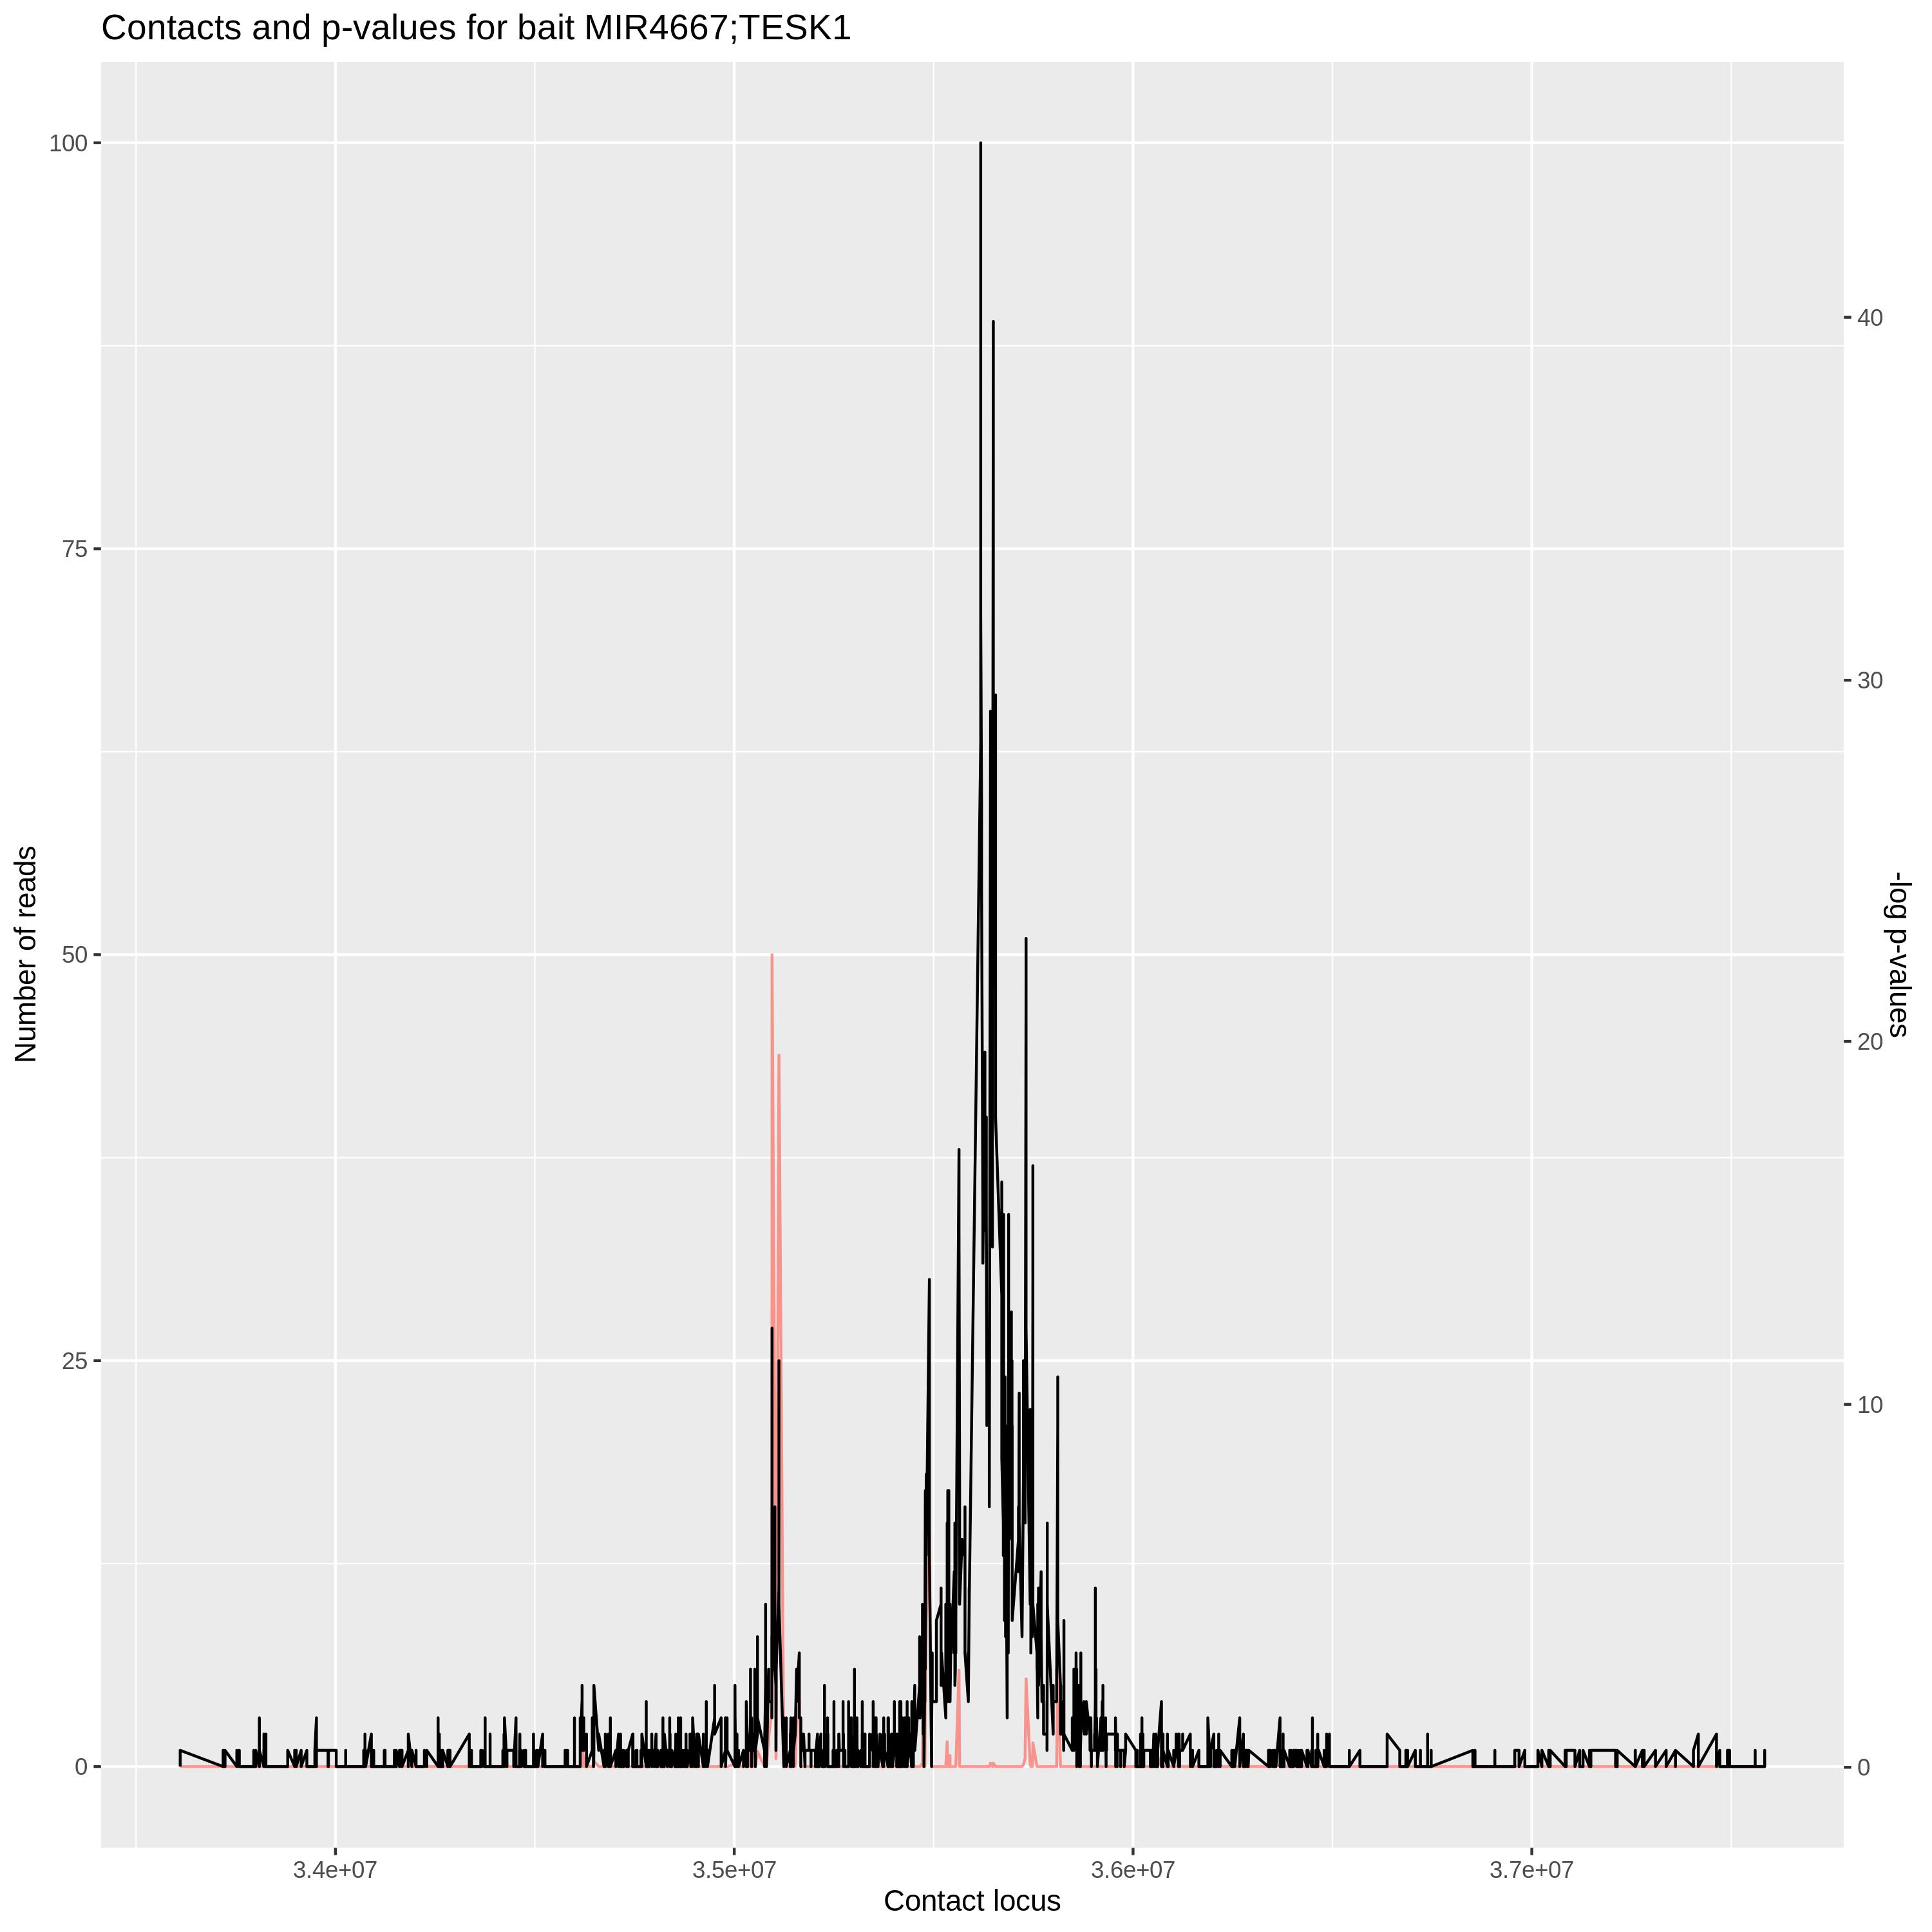 Contacts and p-values for bait MIR4667;TESK1
100
75
50
25
0
Number of reads
40
30
20
10
0
-log p-values
3.4e+07
3.5e+07
3.6e+07
3.7e+07
Contact locus